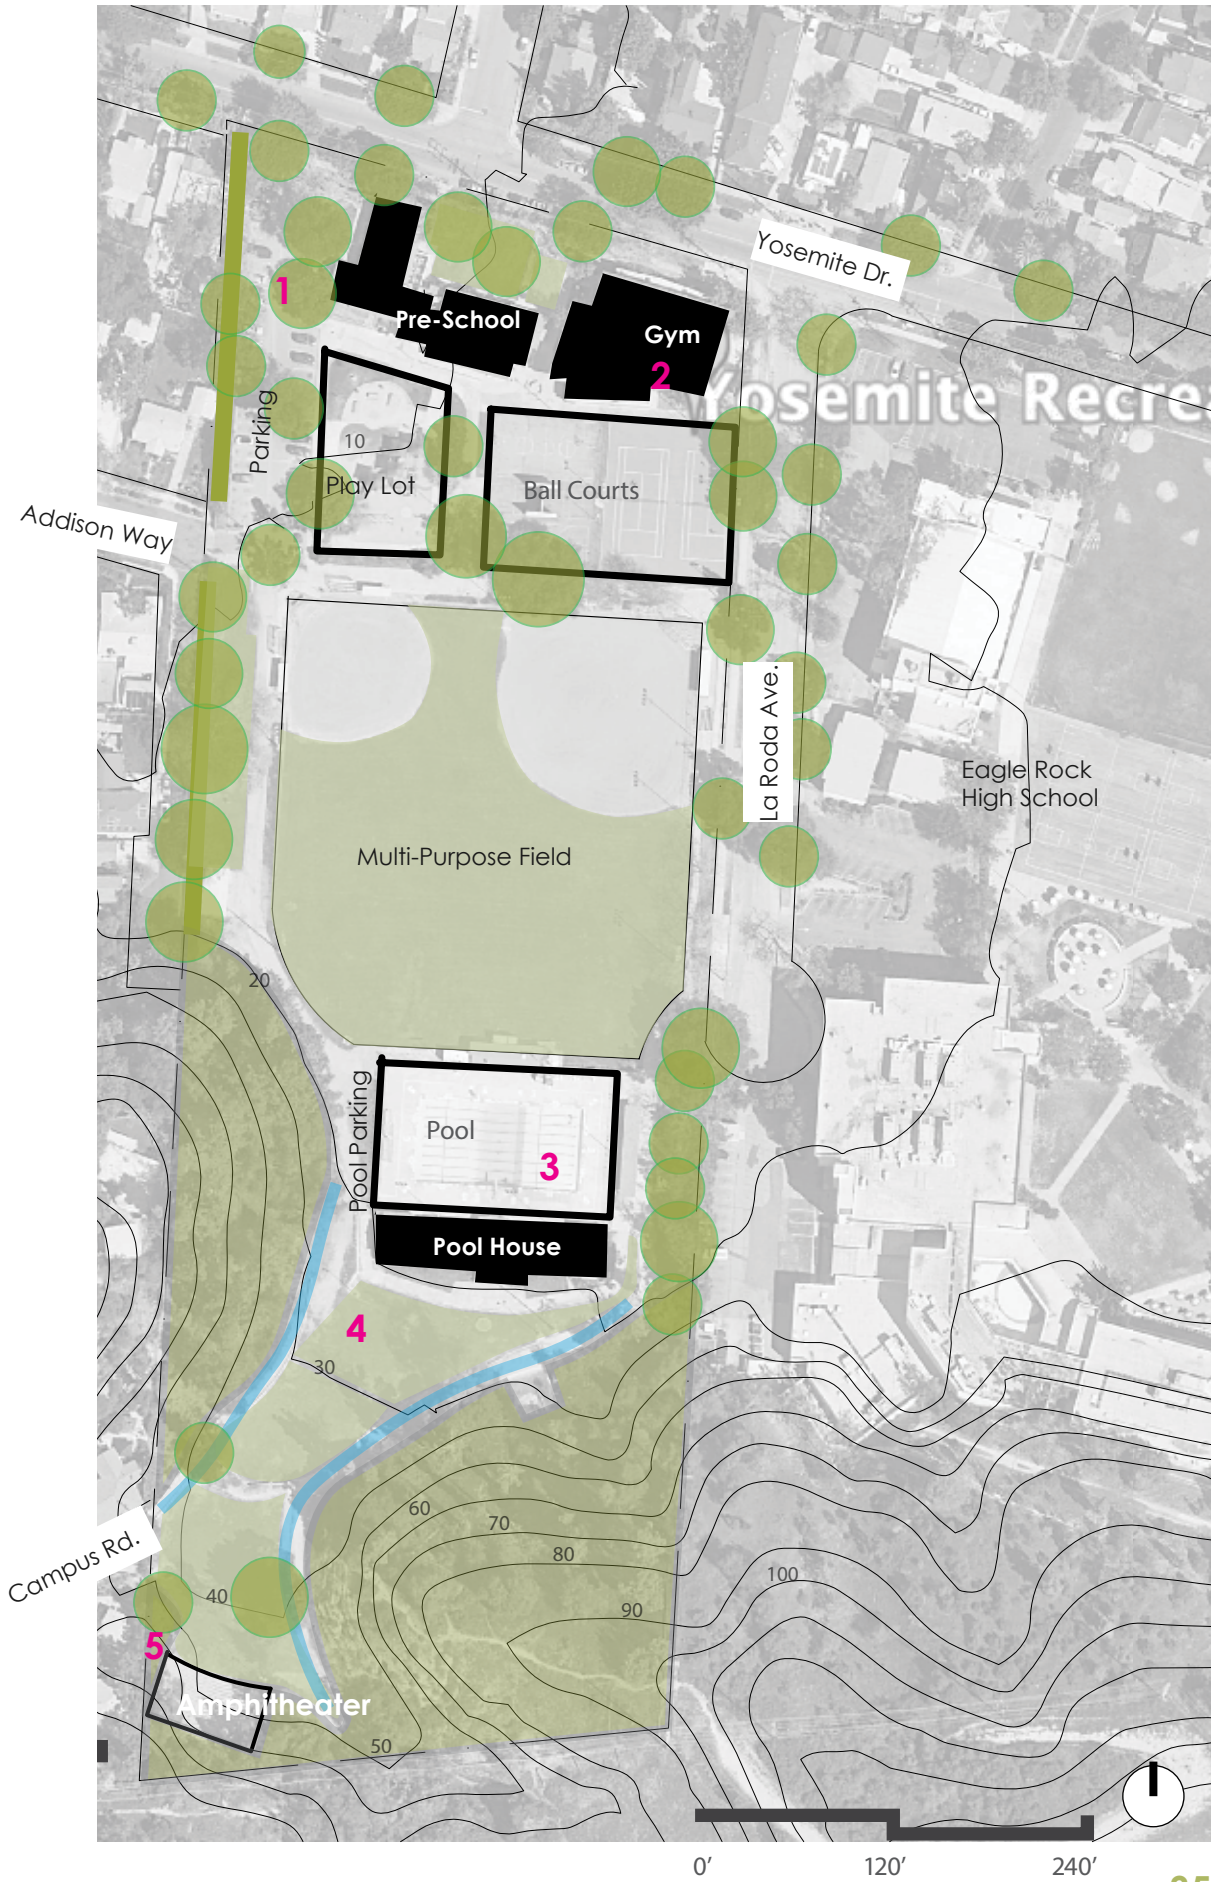 Yosemite Dr.
1
Pre-School
Gym
2
Yosemite Recre
Parking
10
Play Lot
Ball Courts
Addison Way
La Roda Ave.
Eagle Rock
High School
Multi-Purpose Field
20
Pool Parking
Pool
3
Pool House
4
30
60
70
80
100
90
Campus Rd.
40
5
Amphitheater
50
0’
120’
240’